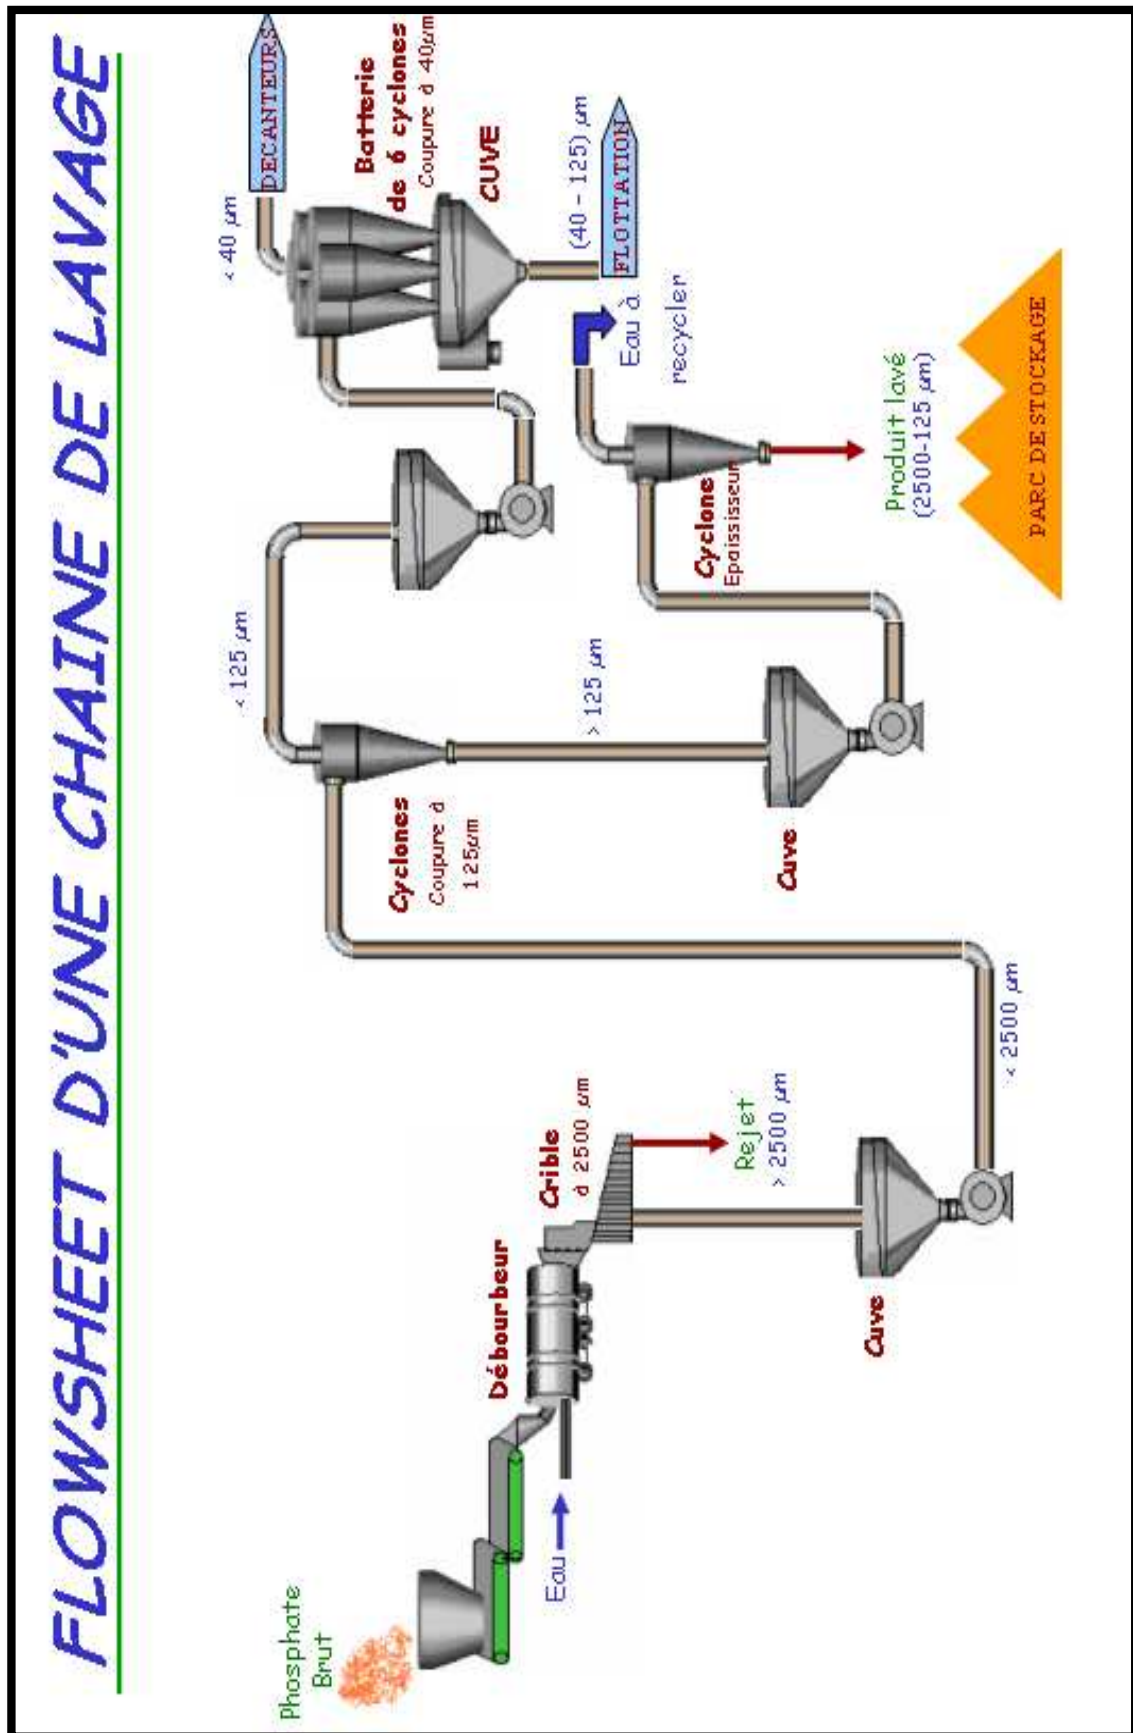 FLOWSHEET D'UNE CHAINE DE LAVAGE
Phosphate
Brut
Eau
Débourbeur
Crible
à 2500 µm
Rejet
> 2500 µm
Cuve
< 2500 µm
Cyclones
Coupure à
125µm
< 125 µm
> 125 µm
Cuve
Cyclone
Epaississeur
Eau à
recycler
Produit lavé
(2500-125 µm)
PARC DE STOCKAGE
< 40 µm
DECANTEURS
Batterie
de 6 cyclones
Coupure à 40µm
CUVE
(40 - 125) µm
FLOTTATION